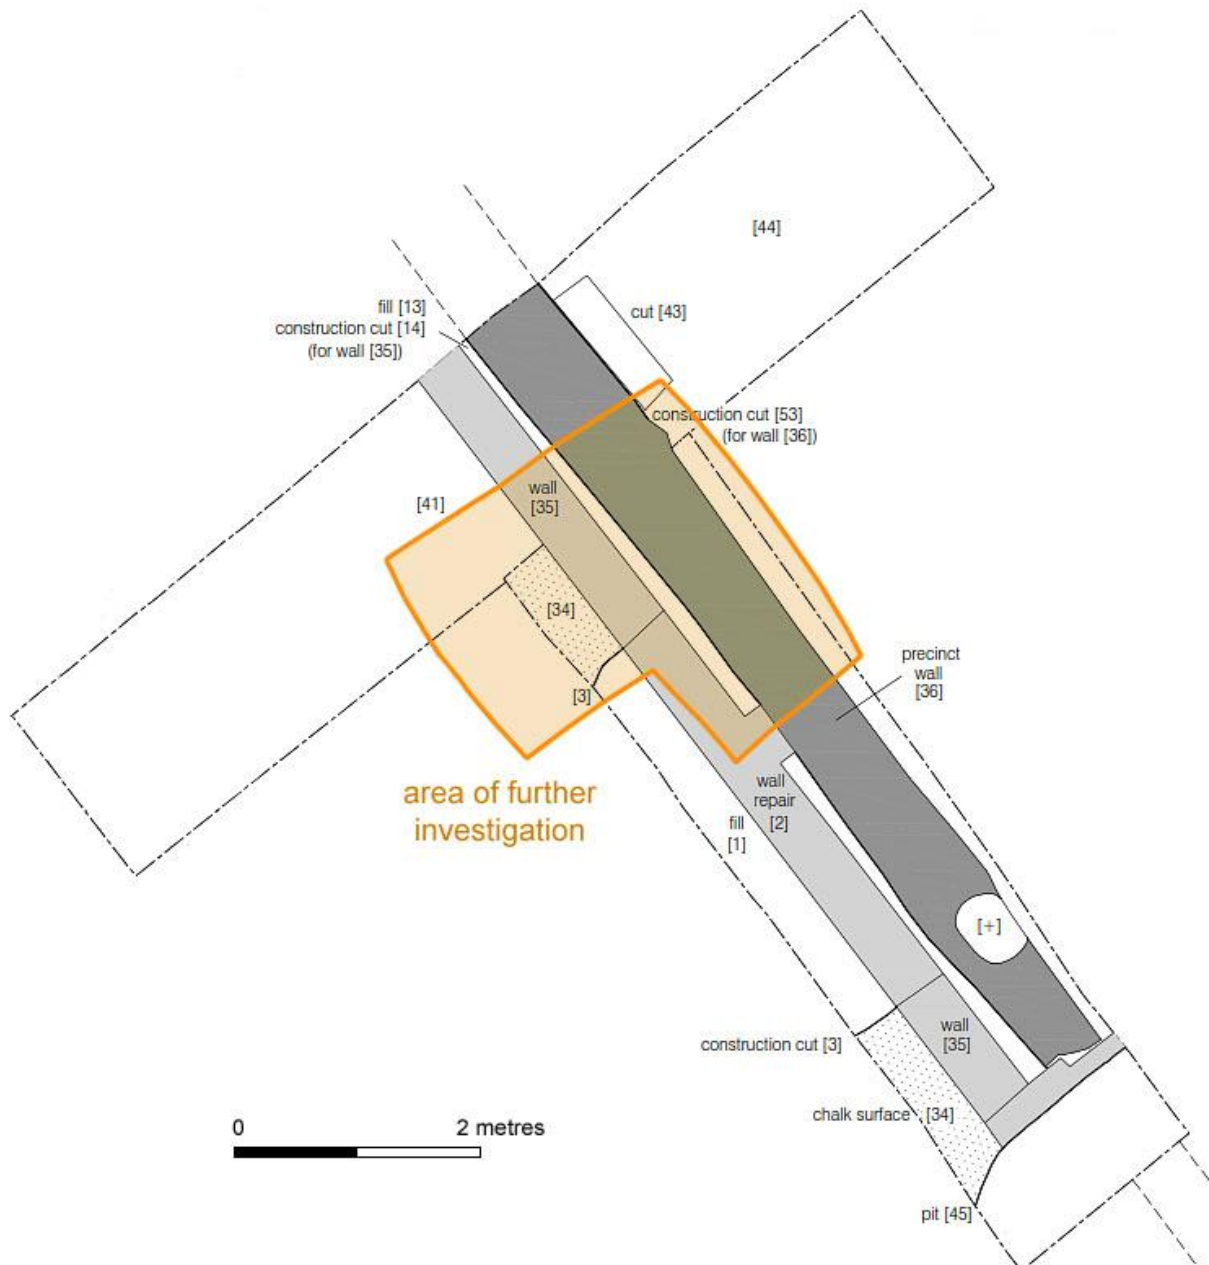 [44]
fill [13]
construction cut [14]
(for wall [35])
cut [43]
construction cut [53]
(for wall [36])
wall
[35]
[41]
[34]
[3]
precinct
wall
[36]
area of further
investigation
wall
repair
[2]
fill
[1]
[+]
wall
[35]
construction cut [3]
chalk surface [34]
0 2 metres
pit [45]